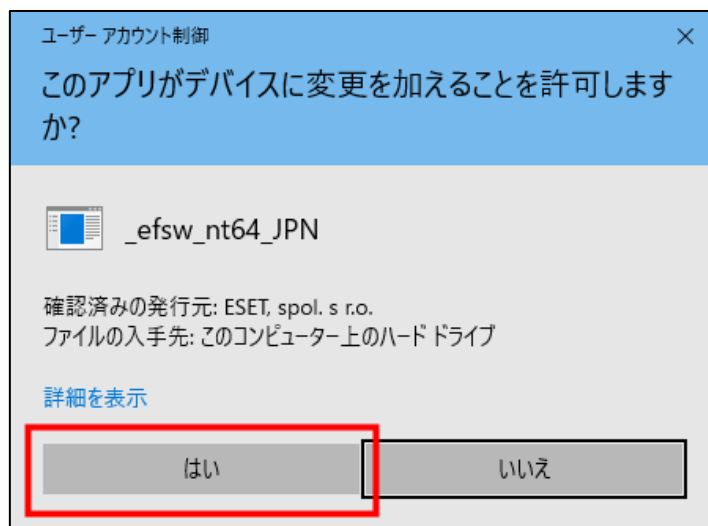 ユーザー アカウント制御
このアプリがデバイスに変更を加えることを許可します
か?
_efsw_nt64_JPN
確認済みの発行元: ESET, spol. s r.o.
ファイルの入手先: このコンピューター上のハード ドライブ
詳細を表示
はい
いいえ